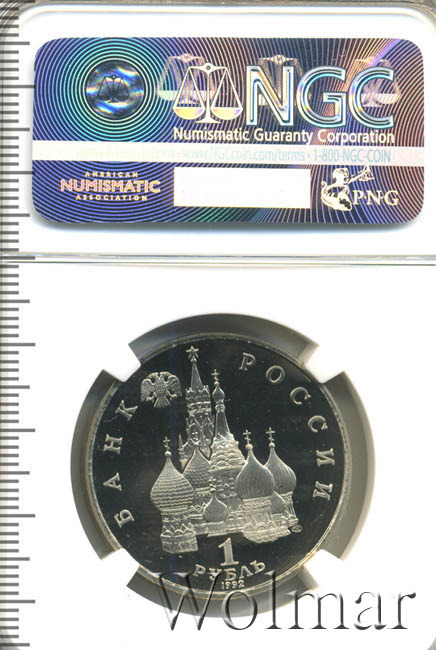 NGC
Numismatic Guaranty Corporation
www.NGCcoin.com/terms • 1-800-NGC-COIN
AMERICAN
NUMISMATIC
ASSOCIATION
PNG
БАНК РОССИИ
1
РУБЛЬ
1992
Wolmar